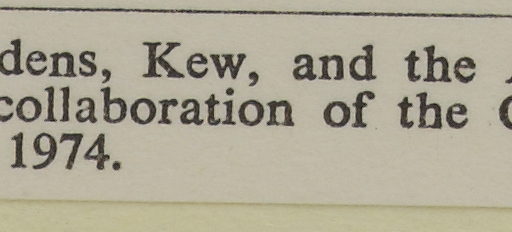 dens, Kew, and the
collaboration of the
1974.